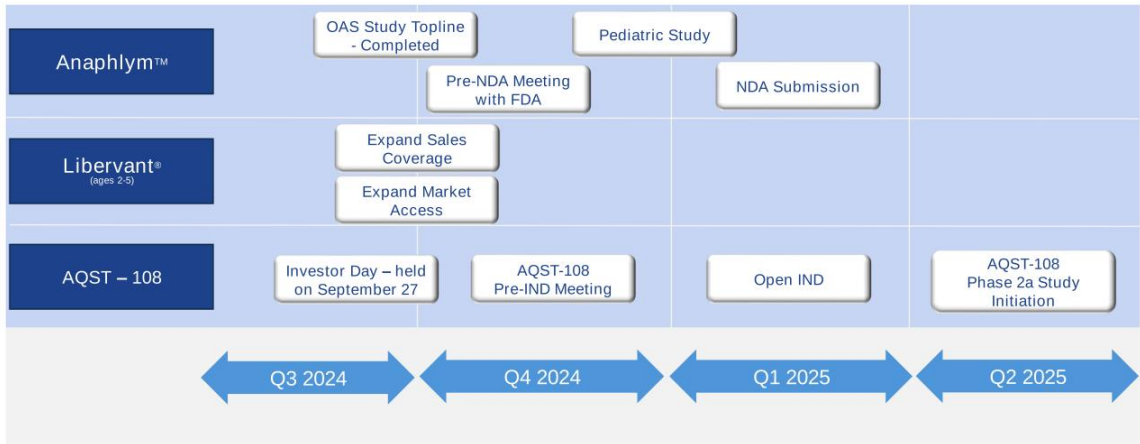 Anaphlym™
OAS Study Topline
- Completed
Pediatric Study
Pre-NDA Meeting
with FDA
NDA Submission
Libervant®
(ages 2-5)
Expand Sales
Coverage
Expand Market
Access
AQST – 108
Investor Day – held
on September 27
AQST-108
Pre-IND Meeting
Open IND
AQST-108
Phase 2a Study
Initiation
Q3 2024
Q4 2024
Q1 2025
Q2 2025